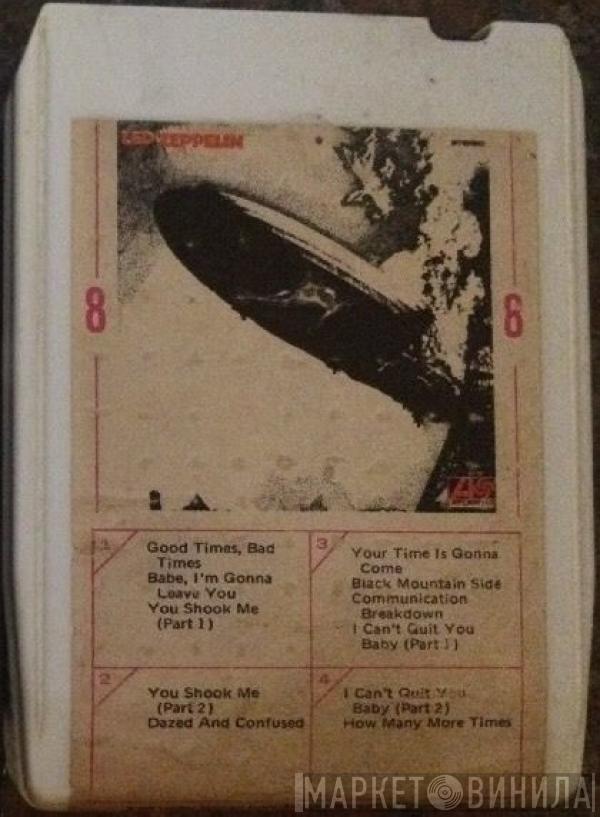 LED ZEPPELIN
STEREO
8
8
1
Good Times, Bad
Times
Babe, I'm Gonna
Leave You
You Shook Me
(Part 1)
3
Your Time Is Gonna
Come
Black Mountain Side
Communication
Breakdown
I Can't Quit You
Baby (Part 1)
2
You Shook Me
(Part 2)
Dazed And Confused
4
I Can't Quit You
Baby (Part 2)
How Many More Times
МАРКЕТ ВИНИЛА